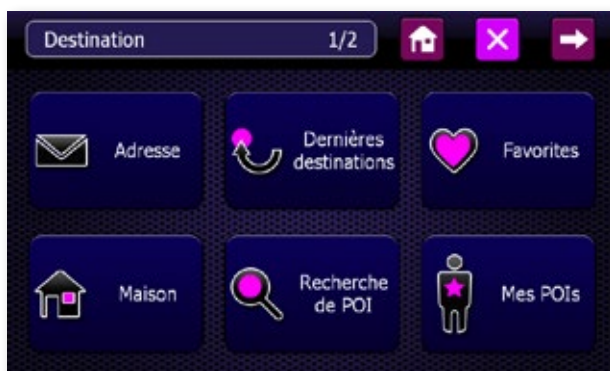 Destination 1/2
Adresse
Dernières
destinations
Favorites
Maison
Recherche
de POI
Mes POIs